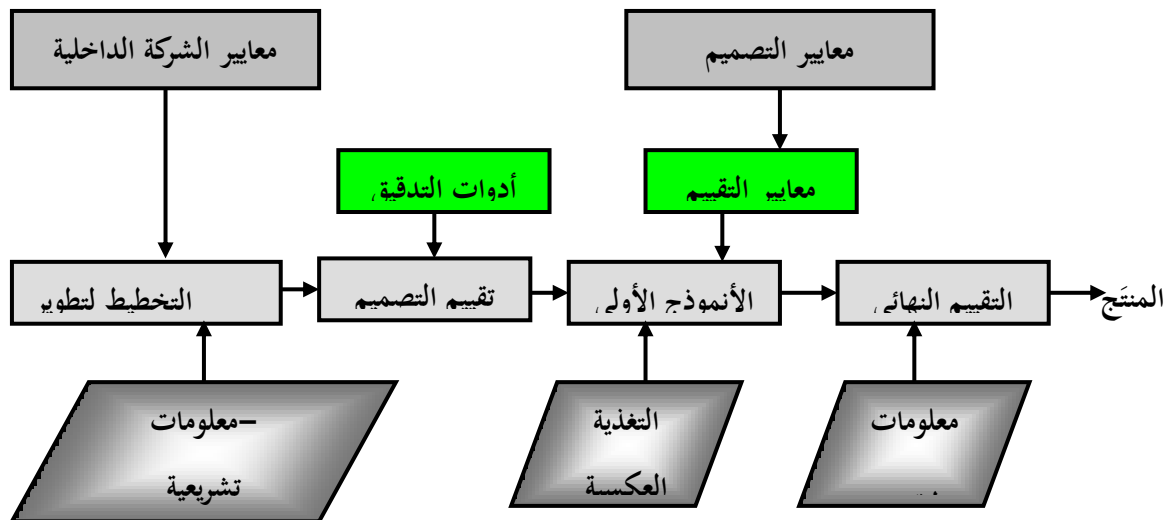 معايير التصميم
معايير الشركة الداخلية
معايير التقييم
أدوات التدقيق
التخطيط لتطوير
تقييم التصميم
الأنموذج الأولي
التقييم النهائي
المنتَج
–معلومات
تشريعية
التغذية
العكسية
معلومات